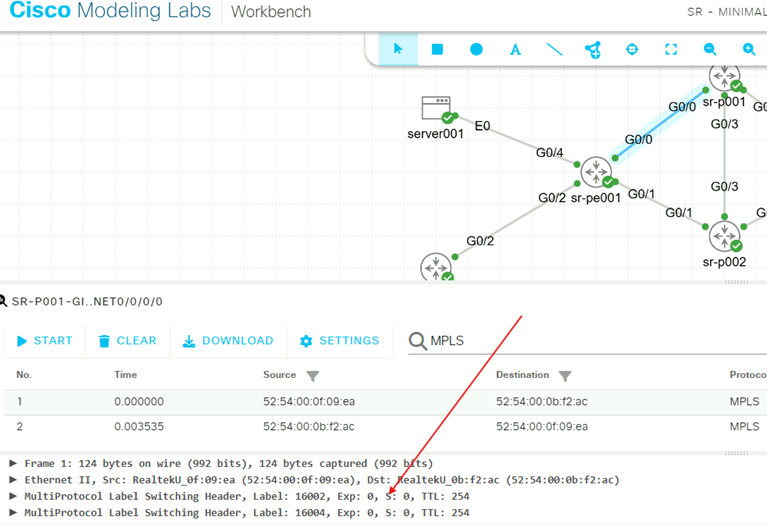 Cisco Modeling Labs Workbench SR - MINIMAL
server001
E0
G0/4
G0/0
G0/0
sr-p001
G0
G0/3
G0/2 sr-pe001 G0/1
G0/3
G0/1
G0/2
sr-p002
SR-P001-GI..NET0/0/0/0
START CLEAR DOWNLOAD SETTINGS MPLS
No. Time Source Destination Protoco
1 0.000000 52:54:00:0f:09:ea 52:54:00:0b:f2:ac MPLS
2 0.003535 52:54:00:0b:f2:ac 52:54:00:0f:09:ea MPLS
Frame 1: 124 bytes on wire (992 bits), 124 bytes captured (992 bits)
Ethernet II, Src: RealtekU_0f:09:ea (52:54:00:0f:09:ea), Dst: RealtekU_0b:f2:ac (52:54:00:0b:f2:ac)
MultiProtocol Label Switching Header, Label: 16002, Exp: 0, S: 0, TTL: 254
MultiProtocol Label Switching Header, Label: 16004, Exp: 0, S: 0, TTL: 254